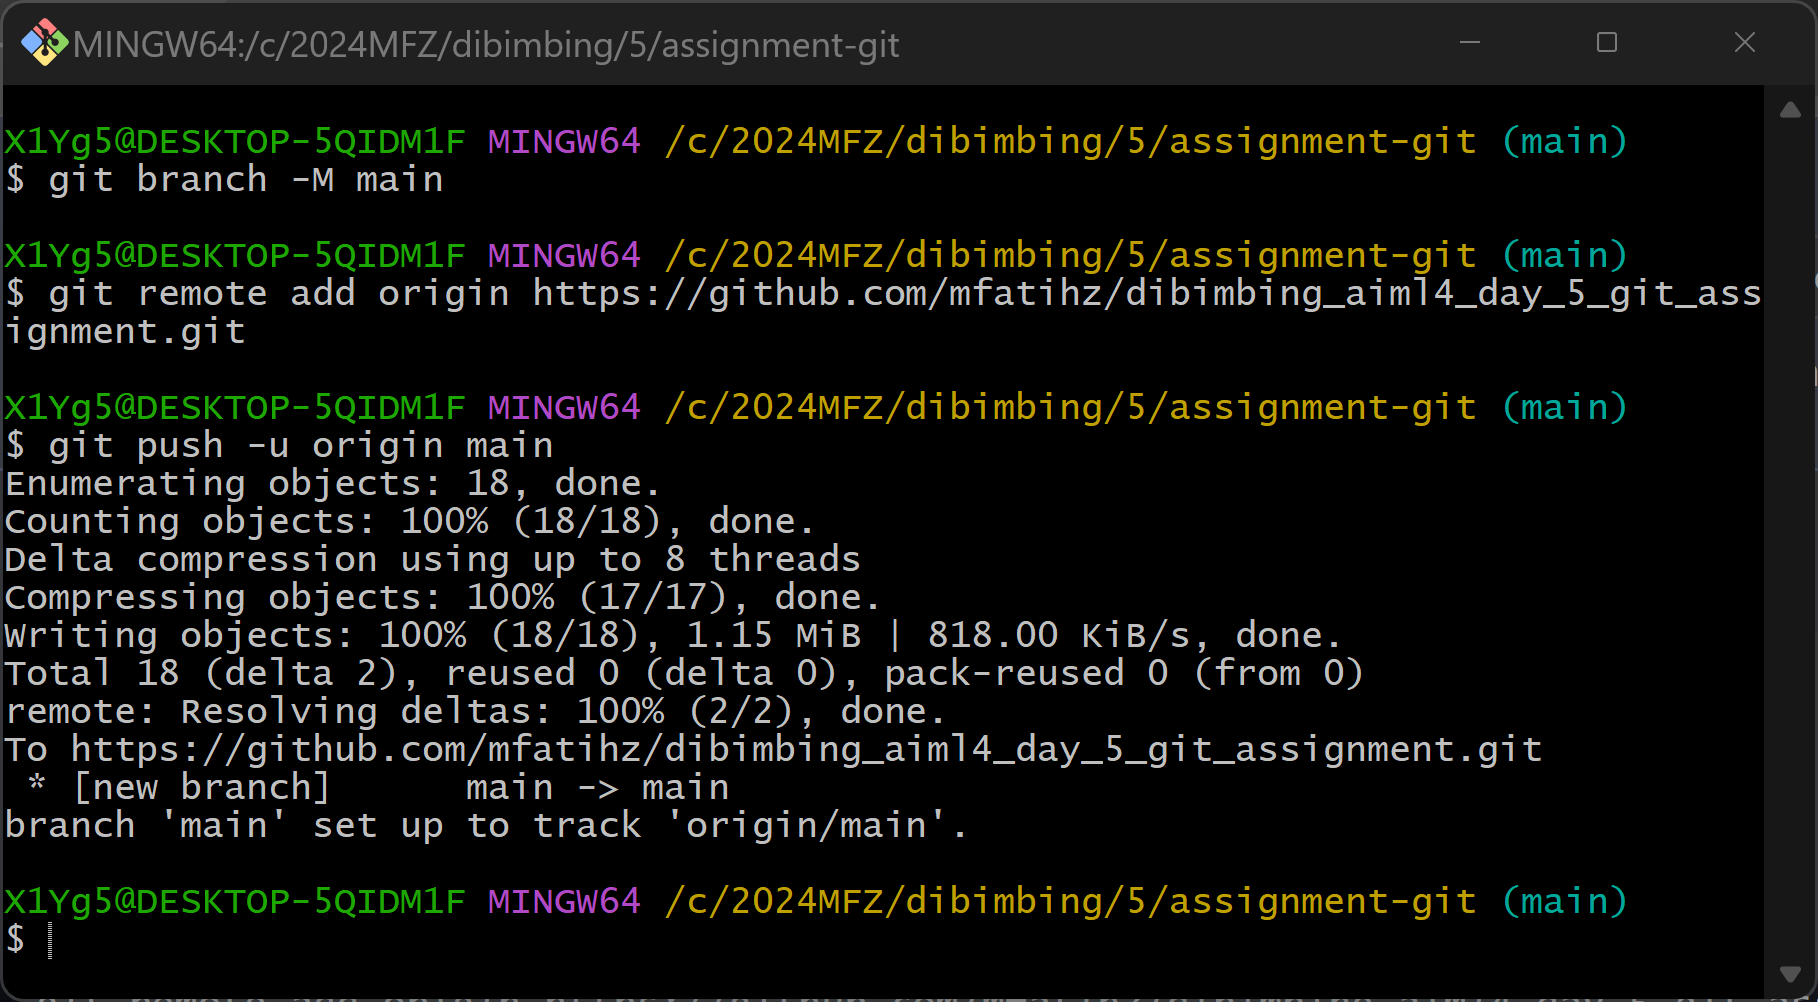 MINGW64:/c/2024MFZ/dibimbing/5/assignment-git
X1Yg5@DESKTOP-5QIDM1F MINGW64 /c/2024MFZ/dibimbing/5/assignment-git (main)
$ git branch -M main
X1Yg5@DESKTOP-5QIDM1F MINGW64 /c/2024MFZ/dibimbing/5/assignment-git (main)
$ git remote add origin https://github.com/mfatihz/dibimbing_aiml4_day_5_git_ass
ignment.git
X1Yg5@DESKTOP-5QIDM1F MINGW64 /c/2024MFZ/dibimbing/5/assignment-git (main)
$ git push -u origin main
Enumerating objects: 18, done.
Counting objects: 100% (18/18), done.
Delta compression using up to 8 threads
Compressing objects: 100% (17/17), done.
Writing objects: 100% (18/18), 1.15 MiB | 818.00 KiB/s, done.
Total 18 (delta 2), reused 0 (delta 0), pack-reused 0 (from 0)
remote: Resolving deltas: 100% (2/2), done.
To https://github.com/mfatihz/dibimbing_aiml4_day_5_git_assignment.git
 * [new branch]      main -> main
branch 'main' set up to track 'origin/main'.
X1Yg5@DESKTOP-5QIDM1F MINGW64 /c/2024MFZ/dibimbing/5/assignment-git (main)
$